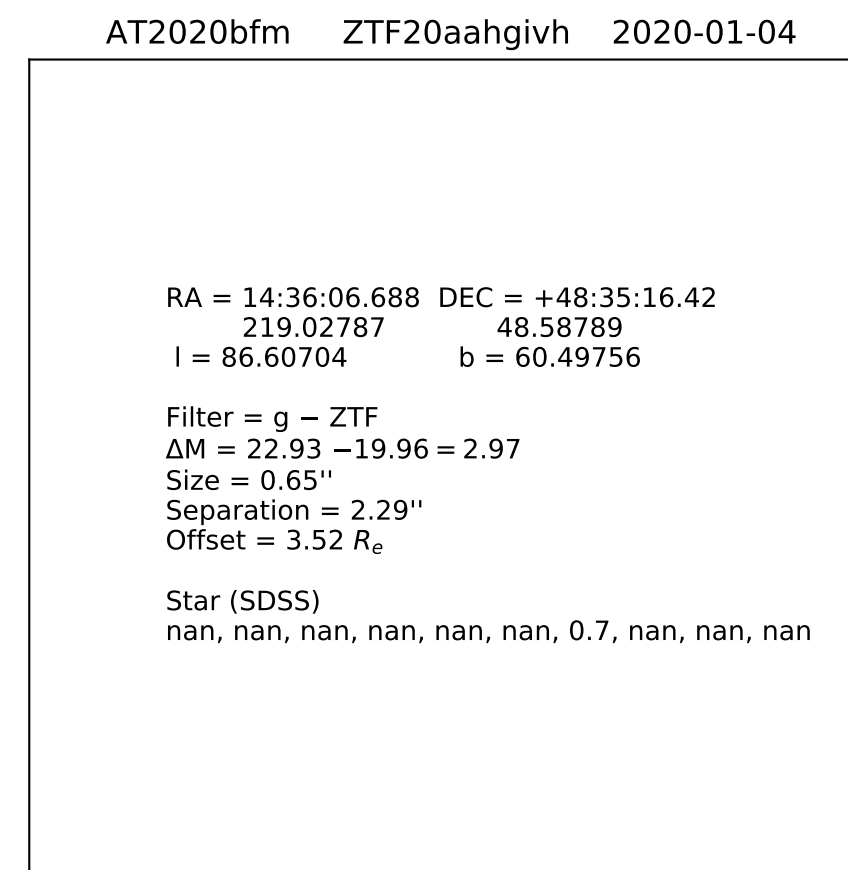 AT2020bfm ZTF20aahgivh 2020-01-04
RA = 14:36:06.688 DEC = +48:35:16.42
219.02787 48.58789
l = 86.60704 b = 60.49756
Filter = g − ZTF
ΔM = 22.93 −19.96 = 2.97
Size = 0.65''
Separation = 2.29''
Offset = 3.52 Re
Star (SDSS)
nan, nan, nan, nan, nan, nan, 0.7, nan, nan, nan